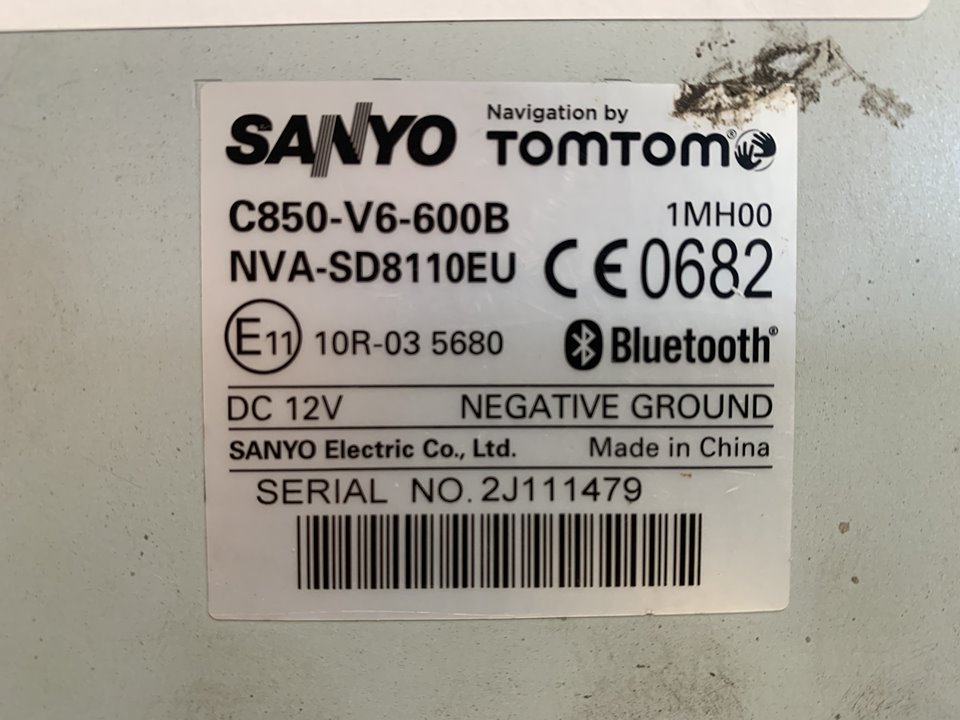 SANYO Navigation by TOMTOM®
C850-V6-600B 1MH00
NVA-SD8110EU CE0682
E11 10R-03 5680 Bluetooth®
DC 12V NEGATIVE GROUND
SANYO Electric Co., Ltd. Made in China
SERIAL NO. 2J111479